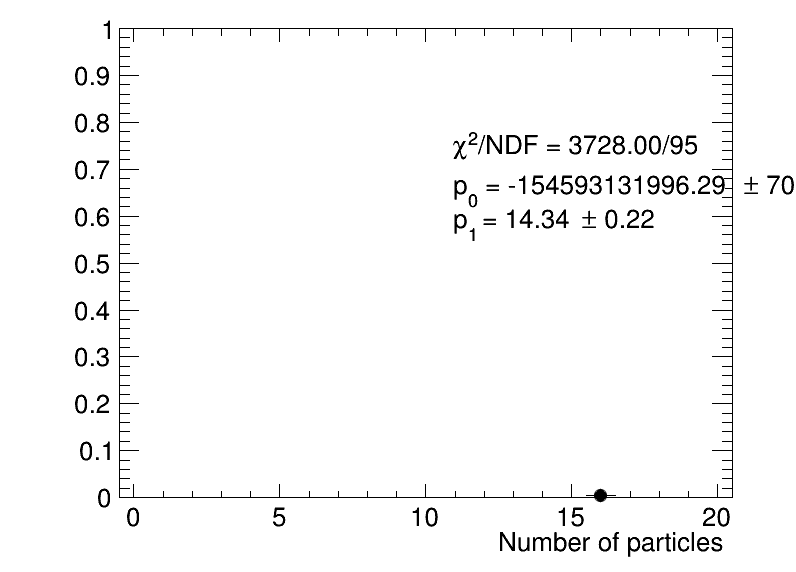 1
0.9
0.8
χ²/NDF = 3728.00/95
0.7
p₀ = -154593131996.29 ± 70
0.6
p₁ = 14.34 ± 0.22
0.5
0.4
0.3
0.2
0.1
0
0 5 10 15 20
Number of particles